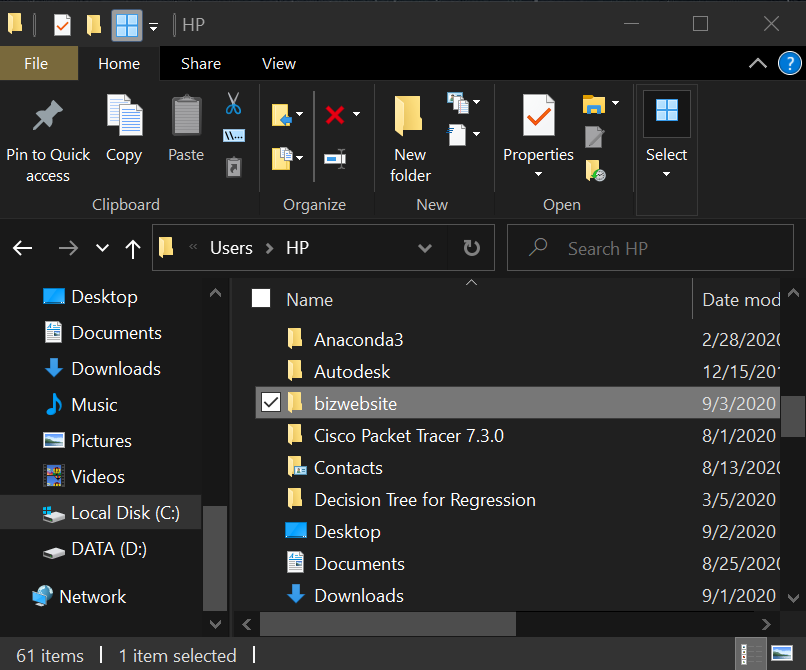 HP
File Home Share View
?
Pin to Quick access
Copy
Paste
New folder
Properties
Select
Clipboard Organize New Open
« Users > HP
Search HP
Name Date mod
Desktop
Documents
Downloads
Music
Pictures
Videos
Local Disk (C:)
DATA (D:)
Network
Anaconda3 2/28/2020
Autodesk 12/15/201
bizwebsite 9/3/2020
Cisco Packet Tracer 7.3.0 8/1/2020
Contacts 8/13/2020
Decision Tree for Regression 3/5/2020
Desktop 9/2/2020
Documents 8/25/2020
Downloads 9/1/2020
61 items | 1 item selected |